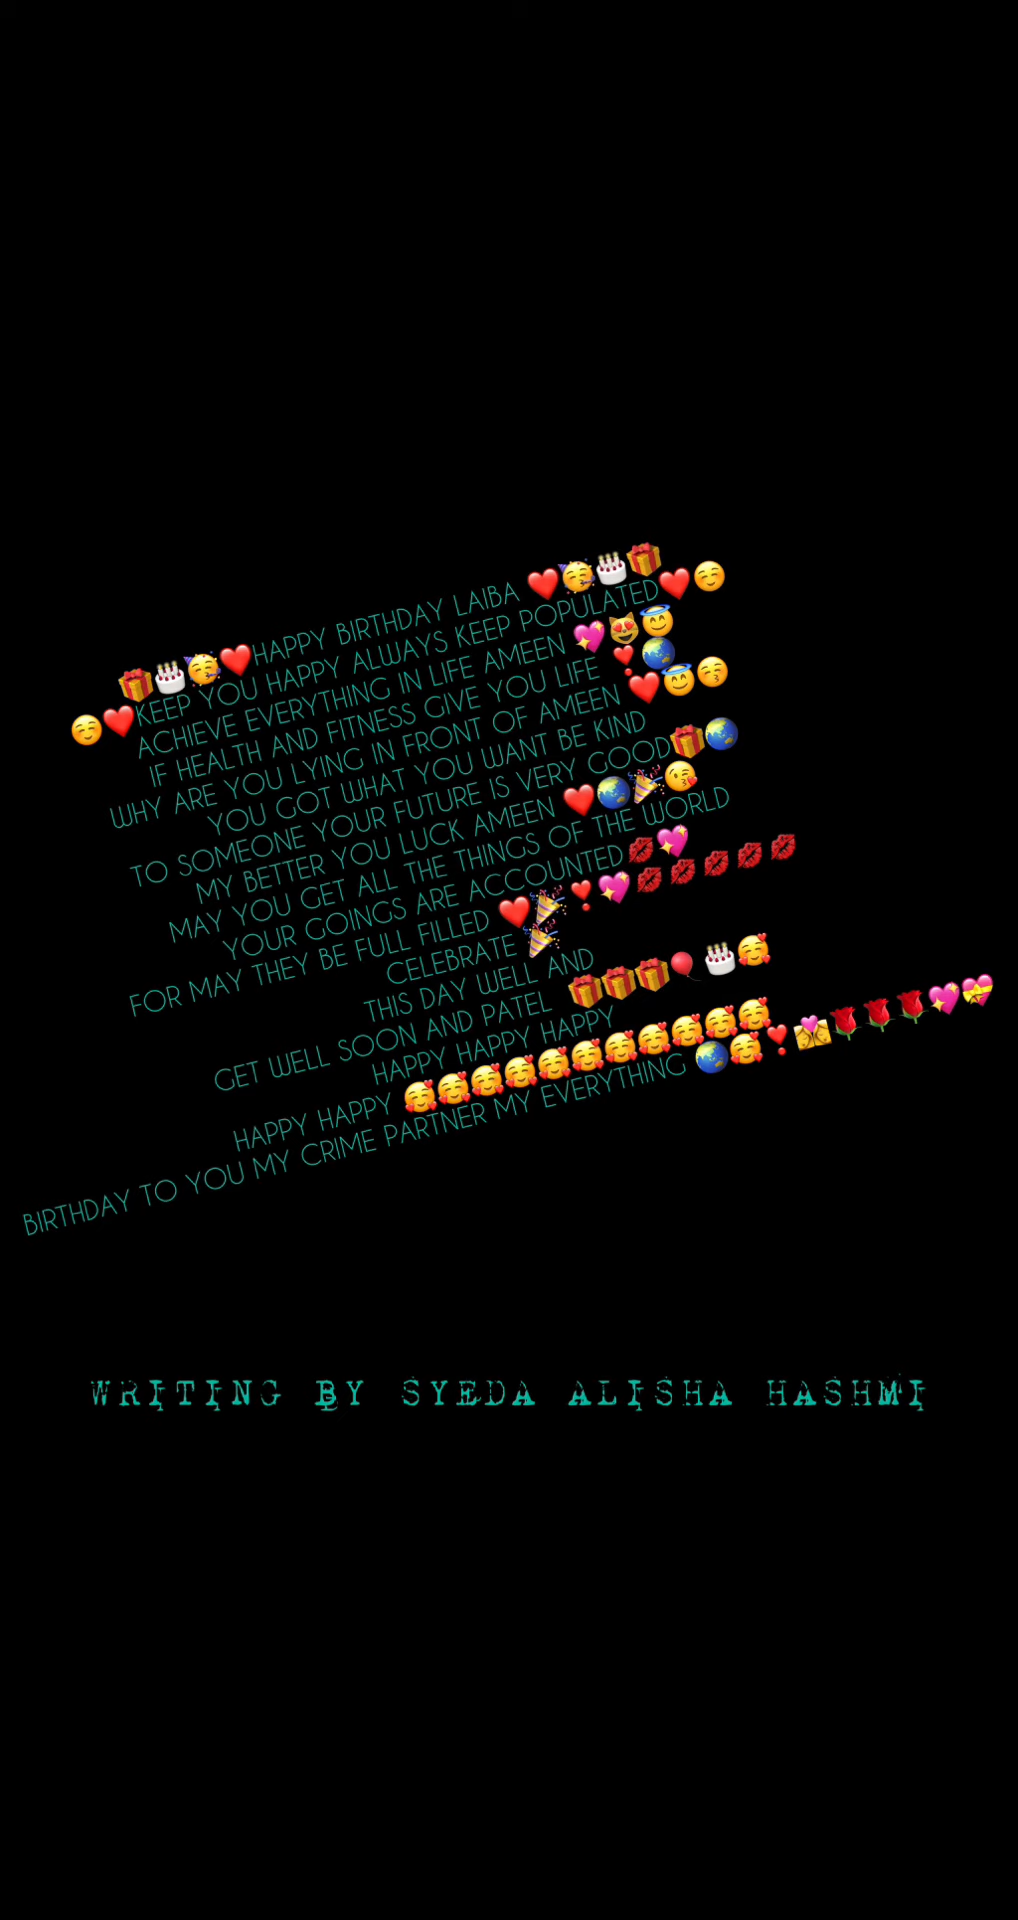 🎁🎂🥳❤️HAPPY BIRTHDAY LAIBA ❤️🥳🎂🎁
☺️❤️KEEP YOU HAPPY ALWAYS KEEP POPULATED❤️☺️
ACHIEVE EVERYTHING IN LIFE AMEEN 💖😻😇
IF HEALTH AND FITNESS GIVE YOU LIFE ❣️🌏
WHY ARE YOU LYING IN FRONT OF AMEEN ❤️😇😚
YOU GOT WHAT YOU WANT BE KIND
TO SOMEONE YOUR FUTURE IS VERY GOOD🎁🌏
MY BETTER YOU LUCK AMEEN ❤️🌏🎉😘
MAY YOU GET ALL THE THINGS OF THE WORLD
YOUR GOINGS ARE ACCOUNTED💋💖
FOR MAY THEY BE FULL FILLED ❤️🎉❣️💖💋💋💋💋💋
CELEBRATE 🎉
THIS DAY WELL AND
GET WELL SOON AND PATEL 🎁🎁🎁🎈🎂🥰
HAPPY HAPPY HAPPY
HAPPY HAPPY 🥰🥰🥰🥰🥰🥰🥰🥰🥰🥰🥰
BIRTHDAY TO YOU MY CRIME PARTNER MY EVERYTHING 🌏🥰❣️💏🌹🌹🌹💖💝
WRITING BY SYEDA ALISHA HASHMI